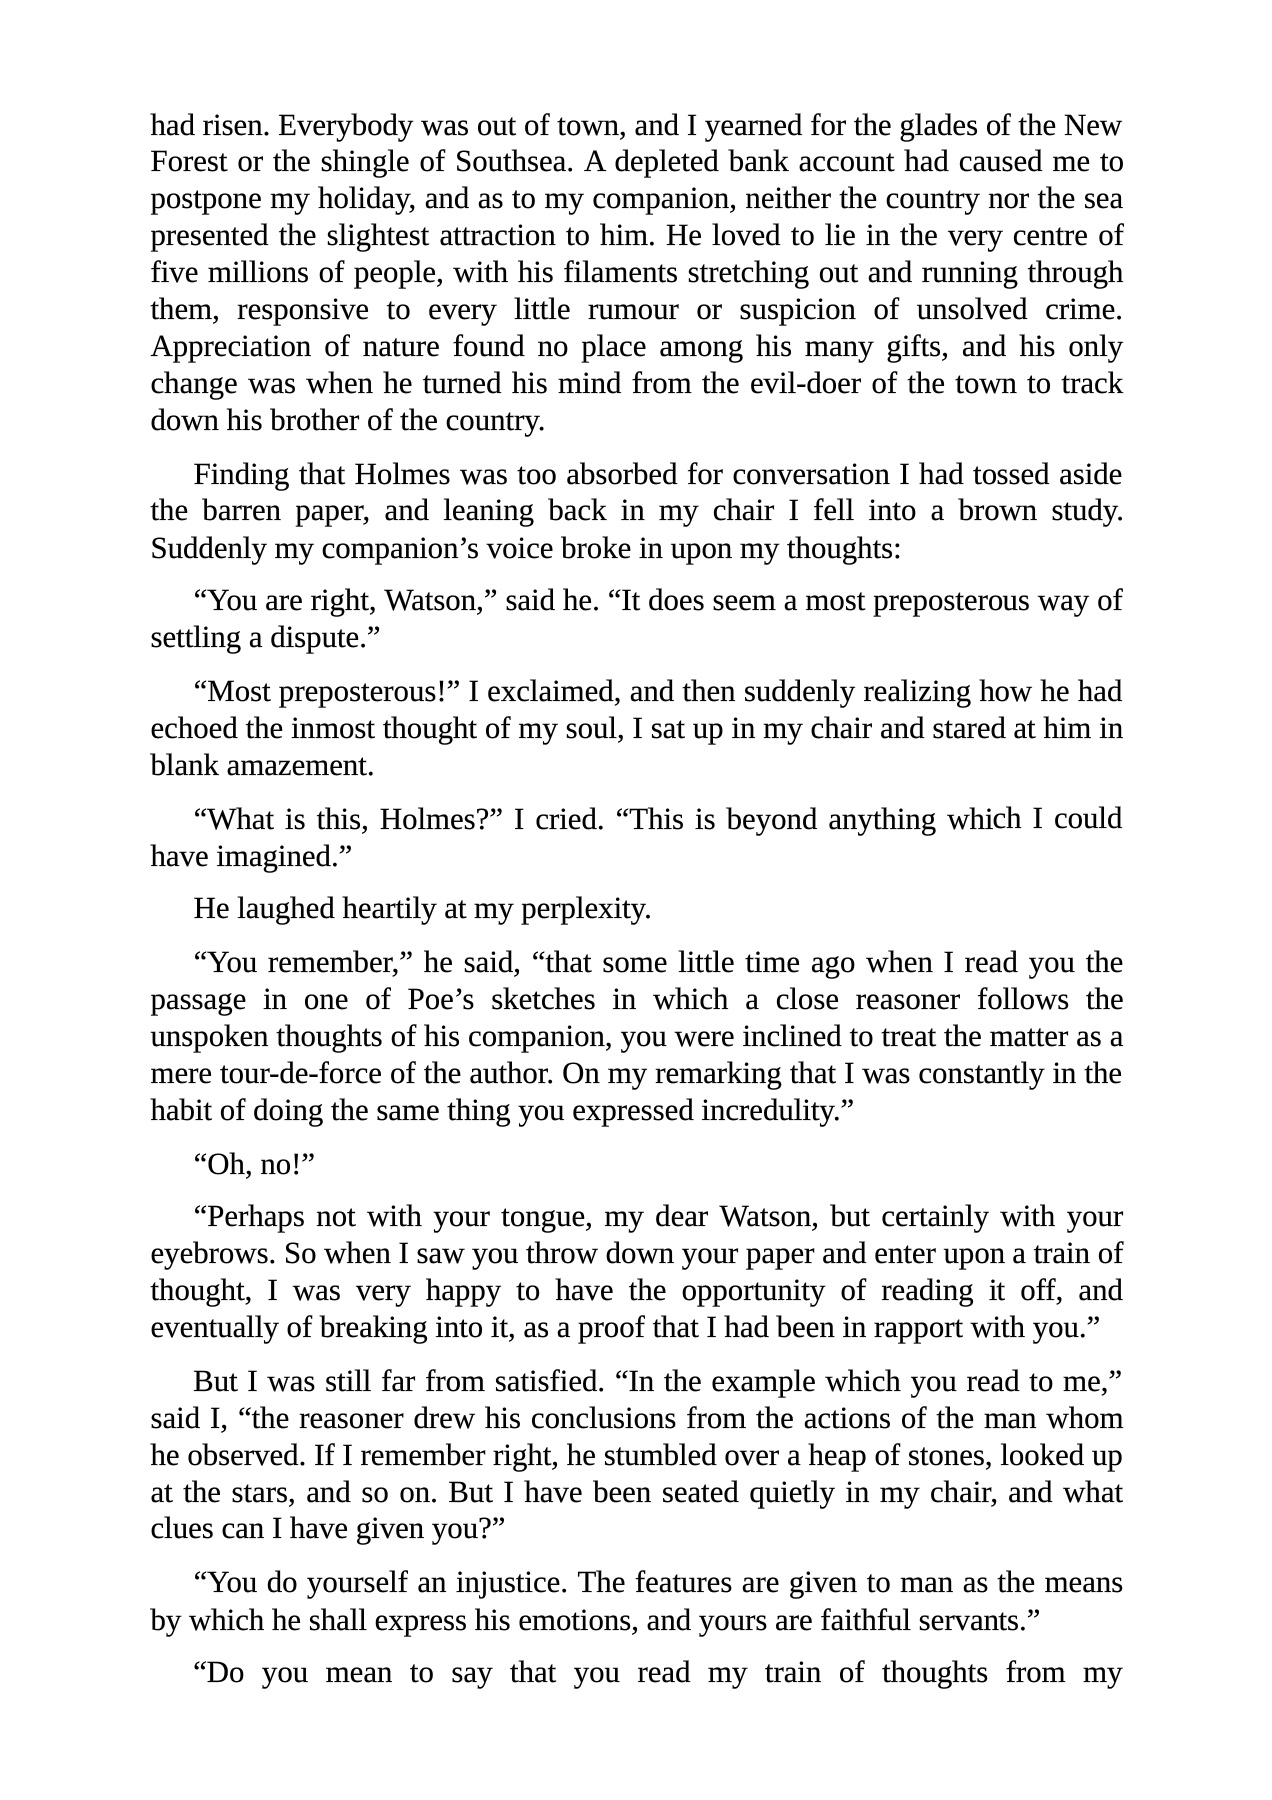 had risen. Everybody was out of town, and I yearned for the glades of the New
Forest or the shingle of Southsea. A depleted bank account had caused me to
postpone my holiday, and as to my companion, neither the country nor the sea
presented the slightest attraction to him. He loved to lie in the very centre of
five millions of people, with his filaments stretching out and running through
them, responsive to every little rumour or suspicion of unsolved crime.
Appreciation of nature found no place among his many gifts, and his only
change was when he turned his mind from the evil-doer of the town to track
down his brother of the country.
Finding that Holmes was too absorbed for conversation I had tossed aside
the barren paper, and leaning back in my chair I fell into a brown study.
Suddenly my companion’s voice broke in upon my thoughts:
“You are right, Watson,” said he. “It does seem a most preposterous way of
settling a dispute.”
“Most preposterous!” I exclaimed, and then suddenly realizing how he had
echoed the inmost thought of my soul, I sat up in my chair and stared at him in
blank amazement.
“What is this, Holmes?” I cried. “This is beyond anything which I could
have imagined.”
He laughed heartily at my perplexity.
“You remember,” he said, “that some little time ago when I read you the
passage in one of Poe’s sketches in which a close reasoner follows the
unspoken thoughts of his companion, you were inclined to treat the matter as a
mere tour-de-force of the author. On my remarking that I was constantly in the
habit of doing the same thing you expressed incredulity.”
“Oh, no!”
“Perhaps not with your tongue, my dear Watson, but certainly with your
eyebrows. So when I saw you throw down your paper and enter upon a train of
thought, I was very happy to have the opportunity of reading it off, and
eventually of breaking into it, as a proof that I had been in rapport with you.”
But I was still far from satisfied. “In the example which you read to me,”
said I, “the reasoner drew his conclusions from the actions of the man whom
he observed. If I remember right, he stumbled over a heap of stones, looked up
at the stars, and so on. But I have been seated quietly in my chair, and what
clues can I have given you?”
“You do yourself an injustice. The features are given to man as the means
by which he shall express his emotions, and yours are faithful servants.”
“Do you mean to say that you read my train of thoughts from my